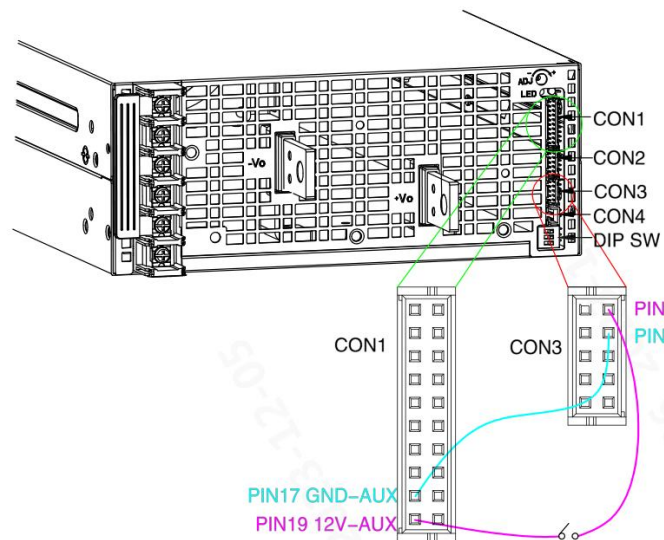 - +
ADJ
LED
CON1
CON2
CON3
CON4
DIP SW
-Vo
+Vo
CON1
CON3
PIN
PIN
PIN17 GND-AUX
PIN19 12V-AUX